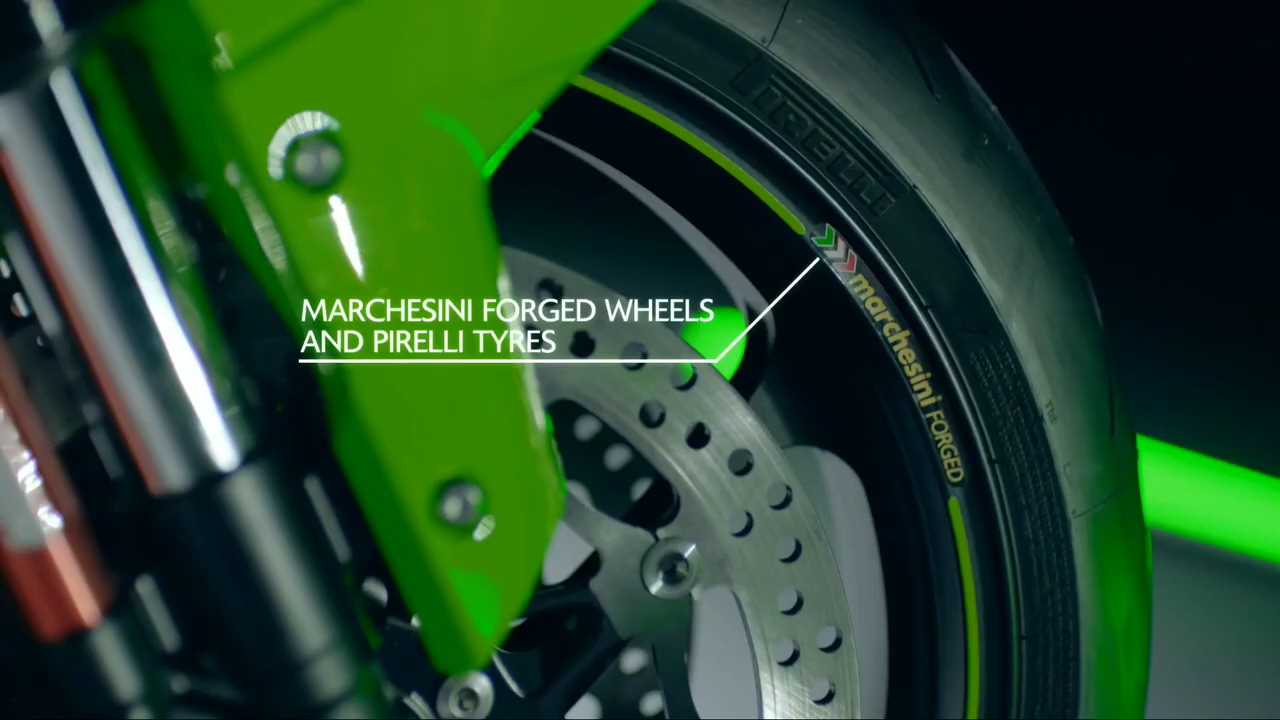 PIRELLI
MARCHESINI FORGED WHEELS
AND PIRELLI TYRES
marchesini FORGED